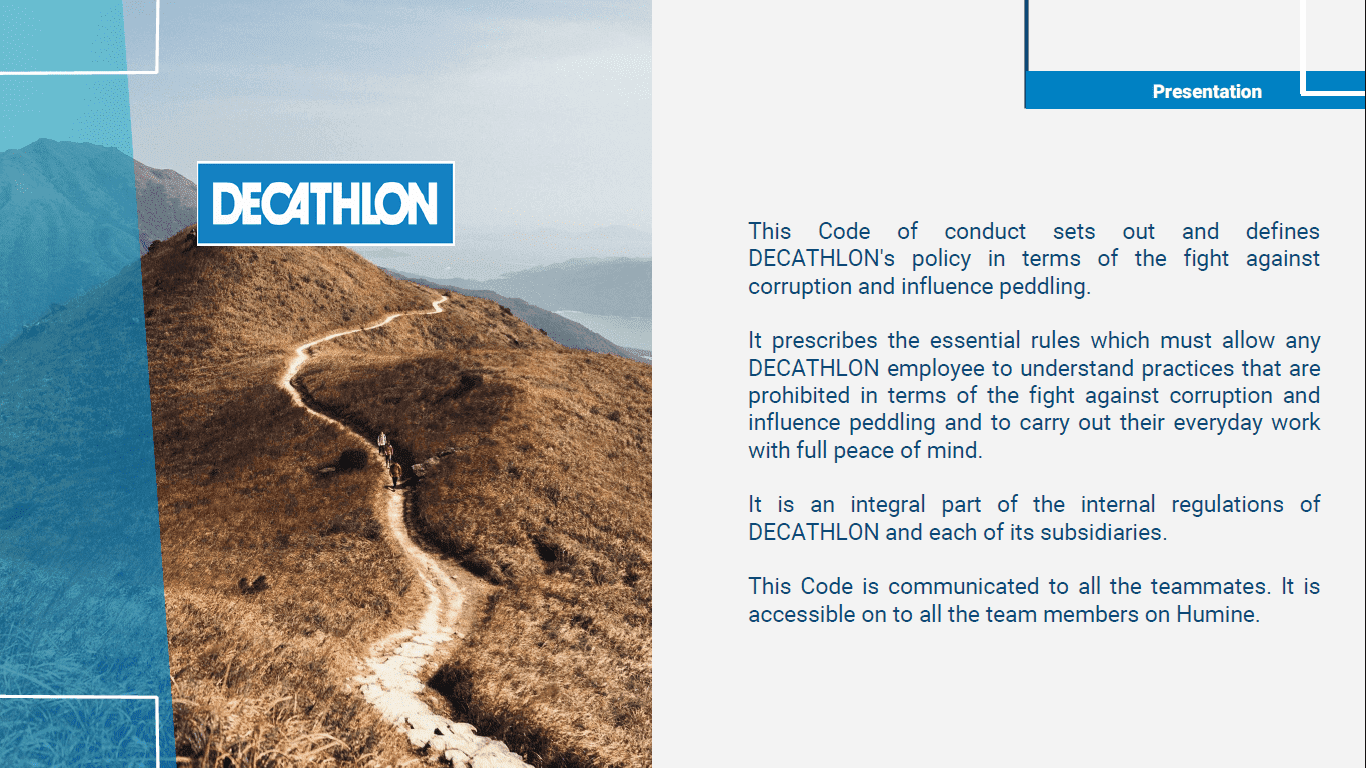 DECATHLON
Presentation
This Code of conduct sets out and defines
DECATHLON's policy in terms of the fight against
corruption and influence peddling.
It prescribes the essential rules which must allow any
DECATHLON employee to understand practices that are
prohibited in terms of the fight against corruption and
influence peddling and to carry out their everyday work
with full peace of mind.
It is an integral part of the internal regulations of
DECATHLON and each of its subsidiaries.
This Code is communicated to all the teammates. It is
accessible on to all the team members on Humine.